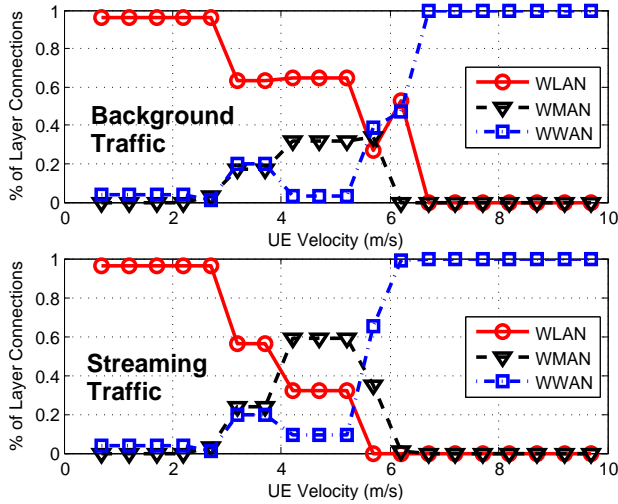 % of Layer Connections
1
0.8
0.6
0.4
0.2
0
Background
Traffic
WLAN
WMAN
WWAN
0 2 4 6 8 10
UE Velocity (m/s)
% of Layer Connections
1
0.8
0.6
0.4
0.2
0
Streaming
Traffic
WLAN
WMAN
WWAN
0 2 4 6 8 10
UE Velocity (m/s)